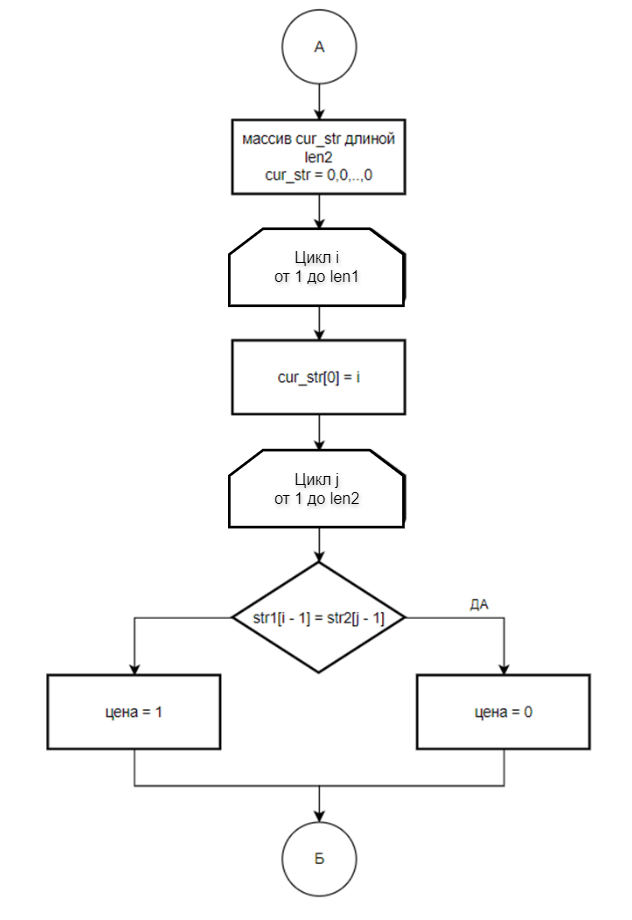 А
массив cur_str длиной
len2
cur_str = 0,0,..,0
Цикл i
от 1 до len1
cur_str[0] = i
Цикл j
от 1 до len2
str1[i - 1] = str2[j - 1]
ДА
цена = 1
цена = 0
Б